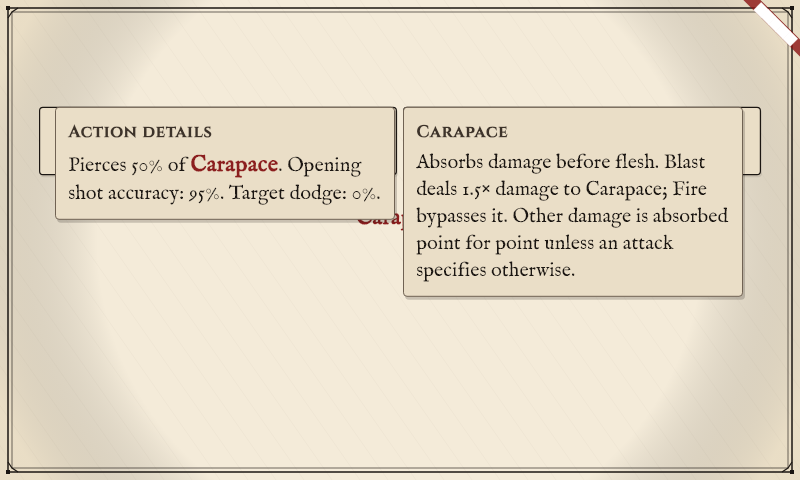 Action details
Pierces 50% of Carapace. Opening
shot accuracy: 95%. Target dodge: 0%.
Carapace
Absorbs damage before flesh. Blast
deals 1.5× damage to Carapace; Fire
bypasses it. Other damage is absorbed
point for point unless an attack
specifies otherwise.